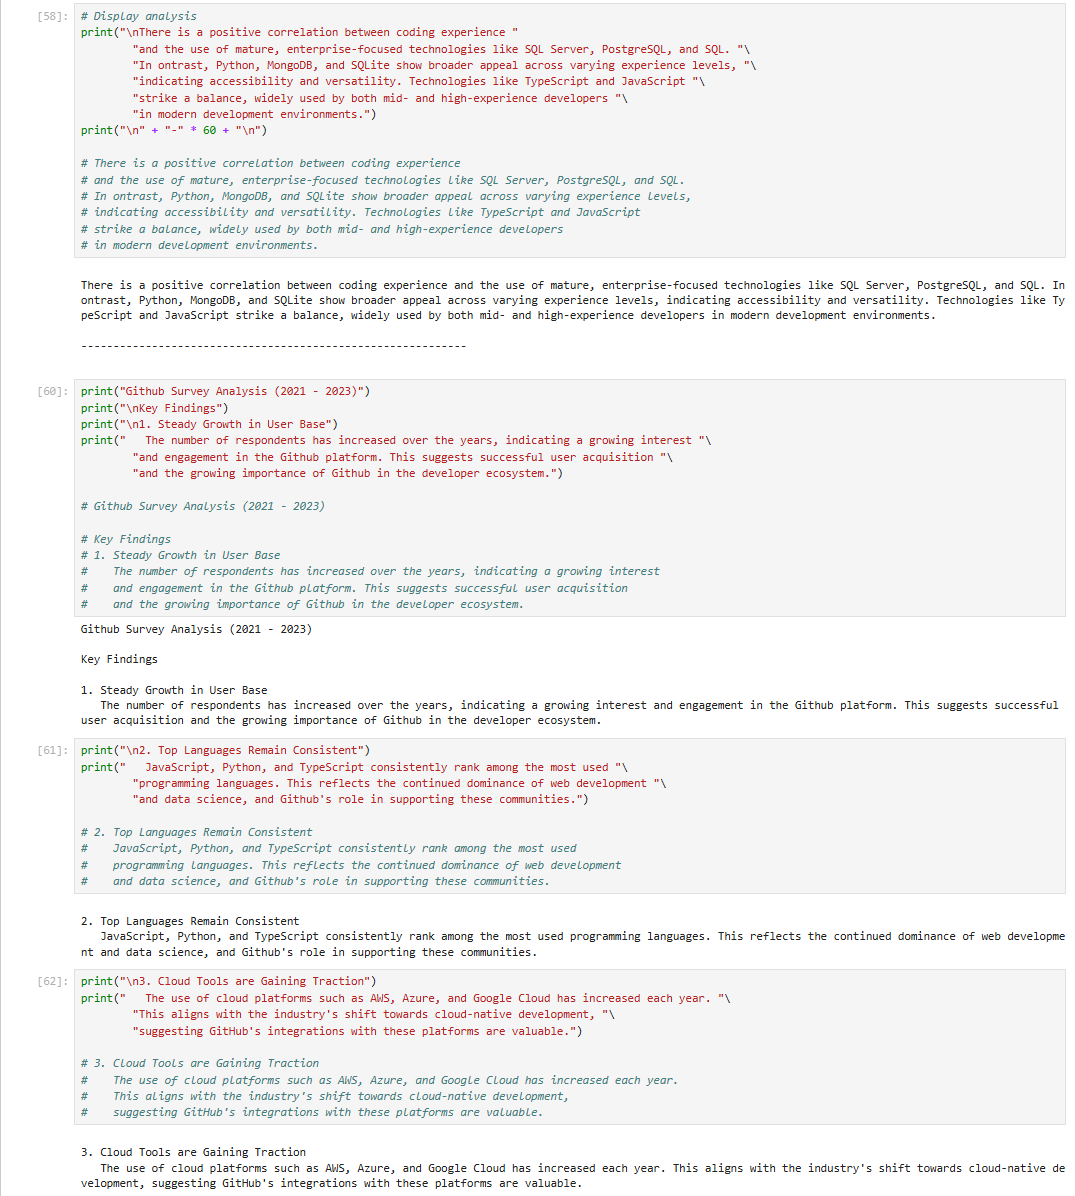 [58]: # Display analysis
print("\nThere is a positive correlation between coding experience "
"and the use of mature, enterprise-focused technologies like SQL Server, PostgreSQL, and SQL. "\
"In ontrast, Python, MongoDB, and SQLite show broader appeal across varying experience levels, "\
"indicating accessibility and versatility. Technologies like TypeScript and JavaScript "\
"strike a balance, widely used by both mid- and high-experience developers "\
"in modern development environments.")
print("\n" + "-" * 60 + "\n")
# There is a positive correlation between coding experience
# and the use of mature, enterprise-focused technologies like SQL Server, PostgreSQL, and SQL.
# In ontrast, Python, MongoDB, and SQLite show broader appeal across varying experience levels,
# indicating accessibility and versatility. Technologies like TypeScript and JavaScript
# strike a balance, widely used by both mid- and high-experience developers
# in modern development environments.
There is a positive correlation between coding experience and the use of mature, enterprise-focused technologies like SQL Server, PostgreSQL, and SQL. In
ontrast, Python, MongoDB, and SQLite show broader appeal across varying experience levels, indicating accessibility and versatility. Technologies like Ty
peScript and JavaScript strike a balance, widely used by both mid- and high-experience developers in modern development environments.
------------------------------------------------------------
[60]: print("Github Survey Analysis (2021 - 2023)")
print("\nKey Findings")
print("\n1. Steady Growth in User Base")
print("   The number of respondents has increased over the years, indicating a growing interest "\
"and engagement in the Github platform. This suggests successful user acquisition "\
"and the growing importance of Github in the developer ecosystem.")
# Github Survey Analysis (2021 - 2023)
# Key Findings
# 1. Steady Growth in User Base
#    The number of respondents has increased over the years, indicating a growing interest
#    and engagement in the Github platform. This suggests successful user acquisition
#    and the growing importance of Github in the developer ecosystem.
Github Survey Analysis (2021 - 2023)
Key Findings
1. Steady Growth in User Base
The number of respondents has increased over the years, indicating a growing interest and engagement in the Github platform. This suggests successful
user acquisition and the growing importance of Github in the developer ecosystem.
[61]: print("\n2. Top Languages Remain Consistent")
print("   JavaScript, Python, and TypeScript consistently rank among the most used "\
"programming languages. This reflects the continued dominance of web development "\
"and data science, and Github's role in supporting these communities.")
# 2. Top Languages Remain Consistent
#    JavaScript, Python, and TypeScript consistently rank among the most used
#    programming languages. This reflects the continued dominance of web development
#    and data science, and Github's role in supporting these communities.
2. Top Languages Remain Consistent
JavaScript, Python, and TypeScript consistently rank among the most used programming languages. This reflects the continued dominance of web developme
nt and data science, and Github's role in supporting these communities.
[62]: print("\n3. Cloud Tools are Gaining Traction")
print("   The use of cloud platforms such as AWS, Azure, and Google Cloud has increased each year. "\
"This aligns with the industry's shift towards cloud-native development, "\
"suggesting GitHub's integrations with these platforms are valuable.")
# 3. Cloud Tools are Gaining Traction
#    The use of cloud platforms such as AWS, Azure, and Google Cloud has increased each year.
#    This aligns with the industry's shift towards cloud-native development,
#    suggesting GitHub's integrations with these platforms are valuable.
3. Cloud Tools are Gaining Traction
The use of cloud platforms such as AWS, Azure, and Google Cloud has increased each year. This aligns with the industry's shift towards cloud-native de
velopment, suggesting GitHub's integrations with these platforms are valuable.